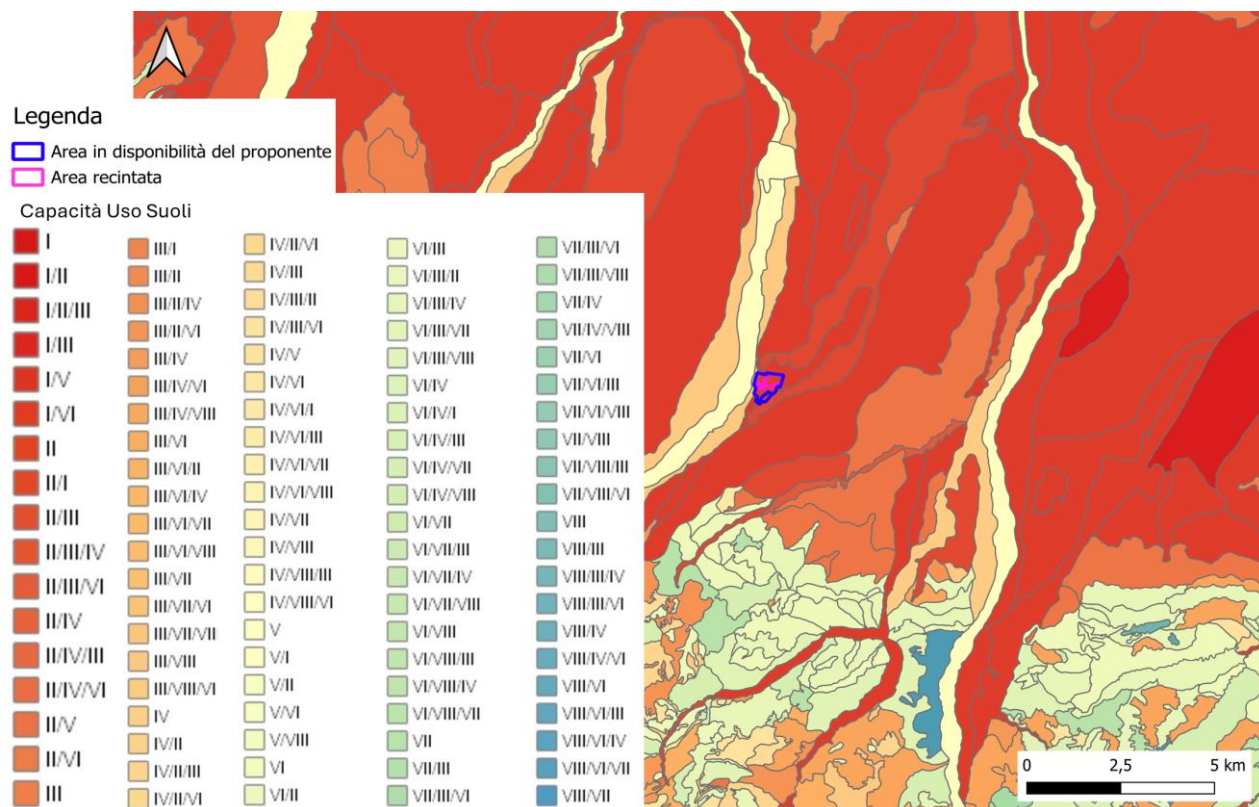 Legenda
Area in disponibilità del proponente
Area recintata
Capacità Uso Suoli
I
I/II
I/II/III
I/III
I/V
I/VI
II
II/I
II/III
II/III/IV
II/III/VI
II/IV
II/IV/III
II/IV/VI
II/V
II/VI
III
III/I
III/II
III/II/IV
III/II/VI
III/IV
III/IV/VI
III/IV/VIII
III/VI
III/VI/II
III/VI/IV
III/VI/VII
III/VI/VIII
III/VII
III/VII/VI
III/VII/VII
III/VIII
III/VIII/VI
IV
IV/II
IV/II/III
IV/II/VI
IV/II/VI
IV/III
IV/III/II
IV/III/VI
IV/V
IV/VI
IV/VI/I
IV/VI/III
IV/VI/VII
IV/VI/VIII
IV/VII
IV/VIII
IV/VIII/III
IV/VIII/VI
V
V/I
V/II
V/VI
V/VIII
VI
VI/II
VI/III
VI/III/II
VI/III/IV
VI/III/VII
VI/III/VIII
VI/IV
VI/IV/I
VI/IV/III
VI/IV/VII
VI/IV/VIII
VI/VII
VI/VII/III
VI/VII/IV
VI/VII/VIII
VI/VIII
VI/VIII/III
VI/VIII/IV
VI/VIII/VII
VII
VII/III
VII/III/VI
VII/III/VI
VII/III/VIII
VII/IV
VII/IV/VIII
VII/VI
VII/VI/III
VII/VI/VIII
VII/VIII
VII/VIII/III
VII/VIII/VI
VIII
VIII/III
VIII/III/IV
VIII/III/VI
VIII/IV
VIII/IV/VI
VIII/VI
VIII/VI/III
VIII/VI/IV
VIII/VI/VII
VIII/VII
0 2,5 5 km